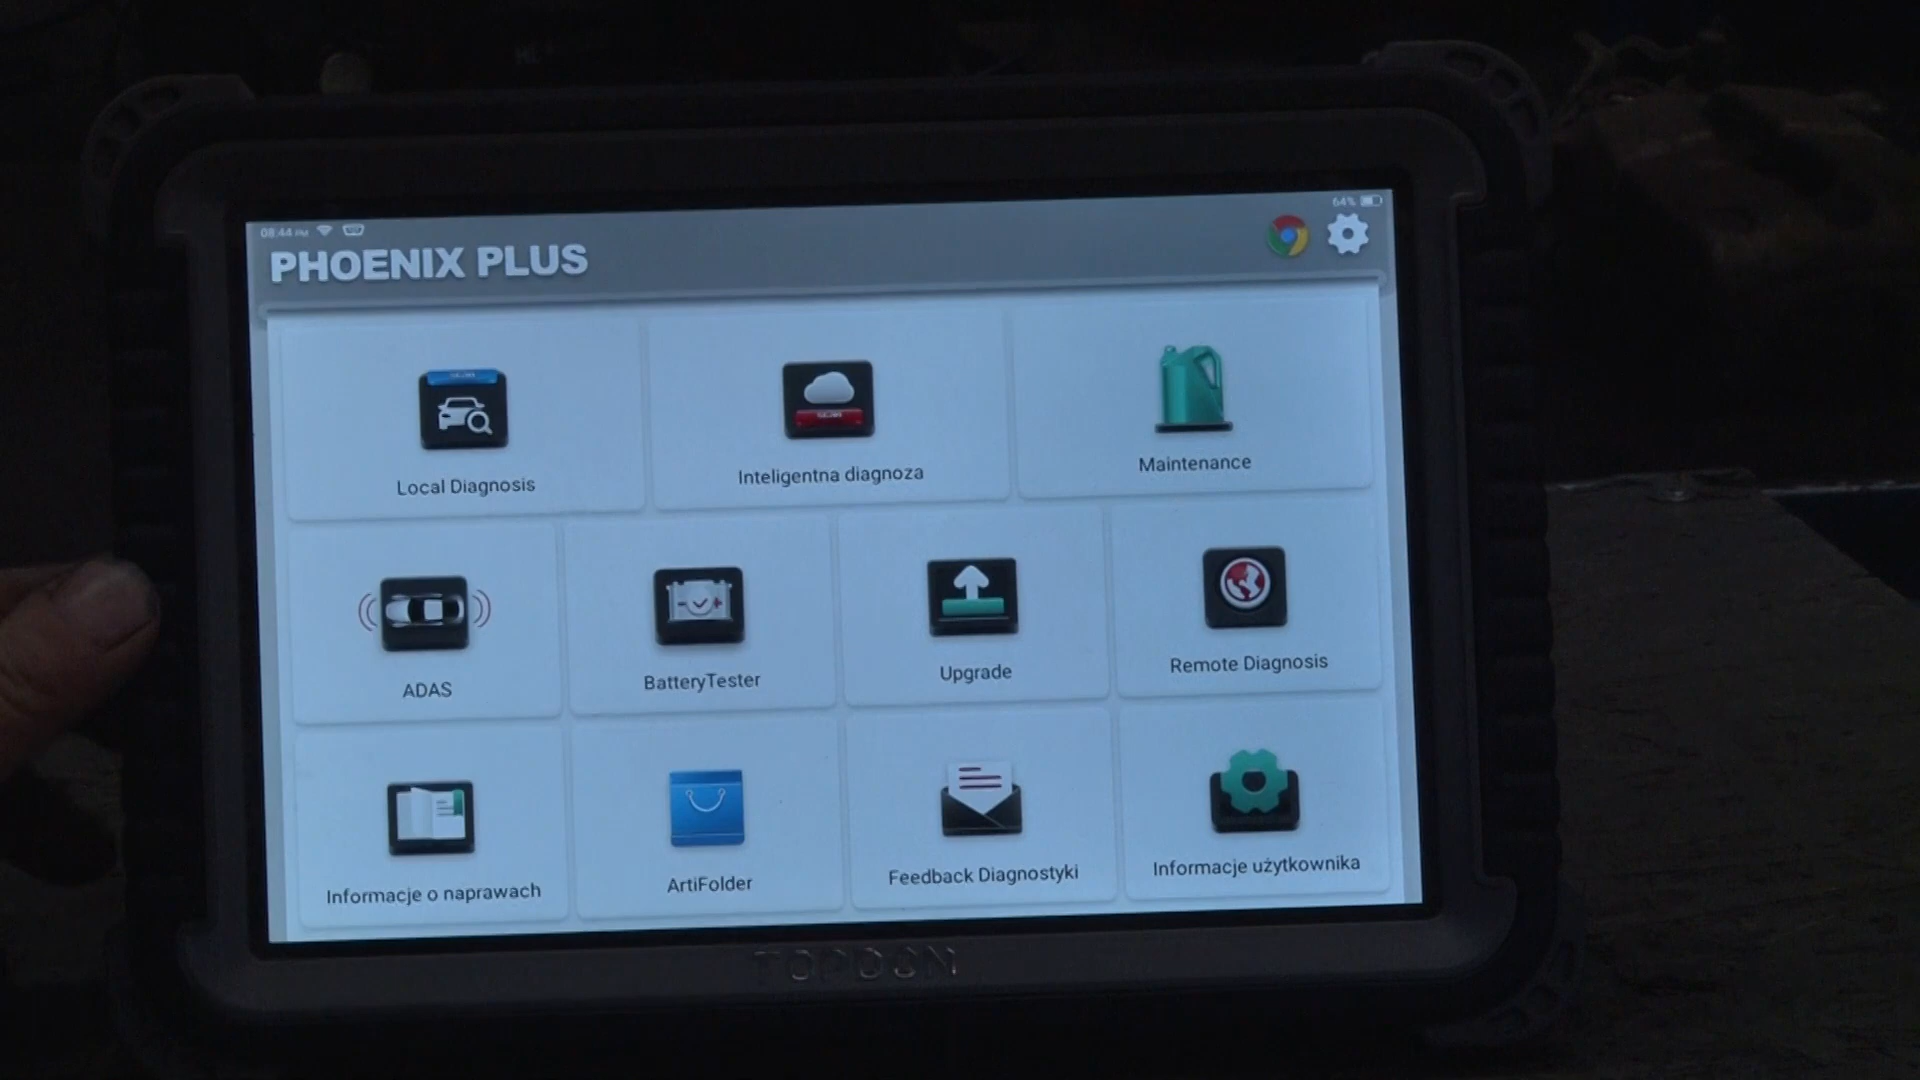 08:44 PM
64%
PHOENIX PLUS
Local Diagnosis
Inteligentna diagnoza
Maintenance
ADAS
BatteryTester
Upgrade
Remote Diagnosis
Informacje o naprawach
ArtiFolder
Feedback Diagnostyki
Informacje użytkownika
TOPDON